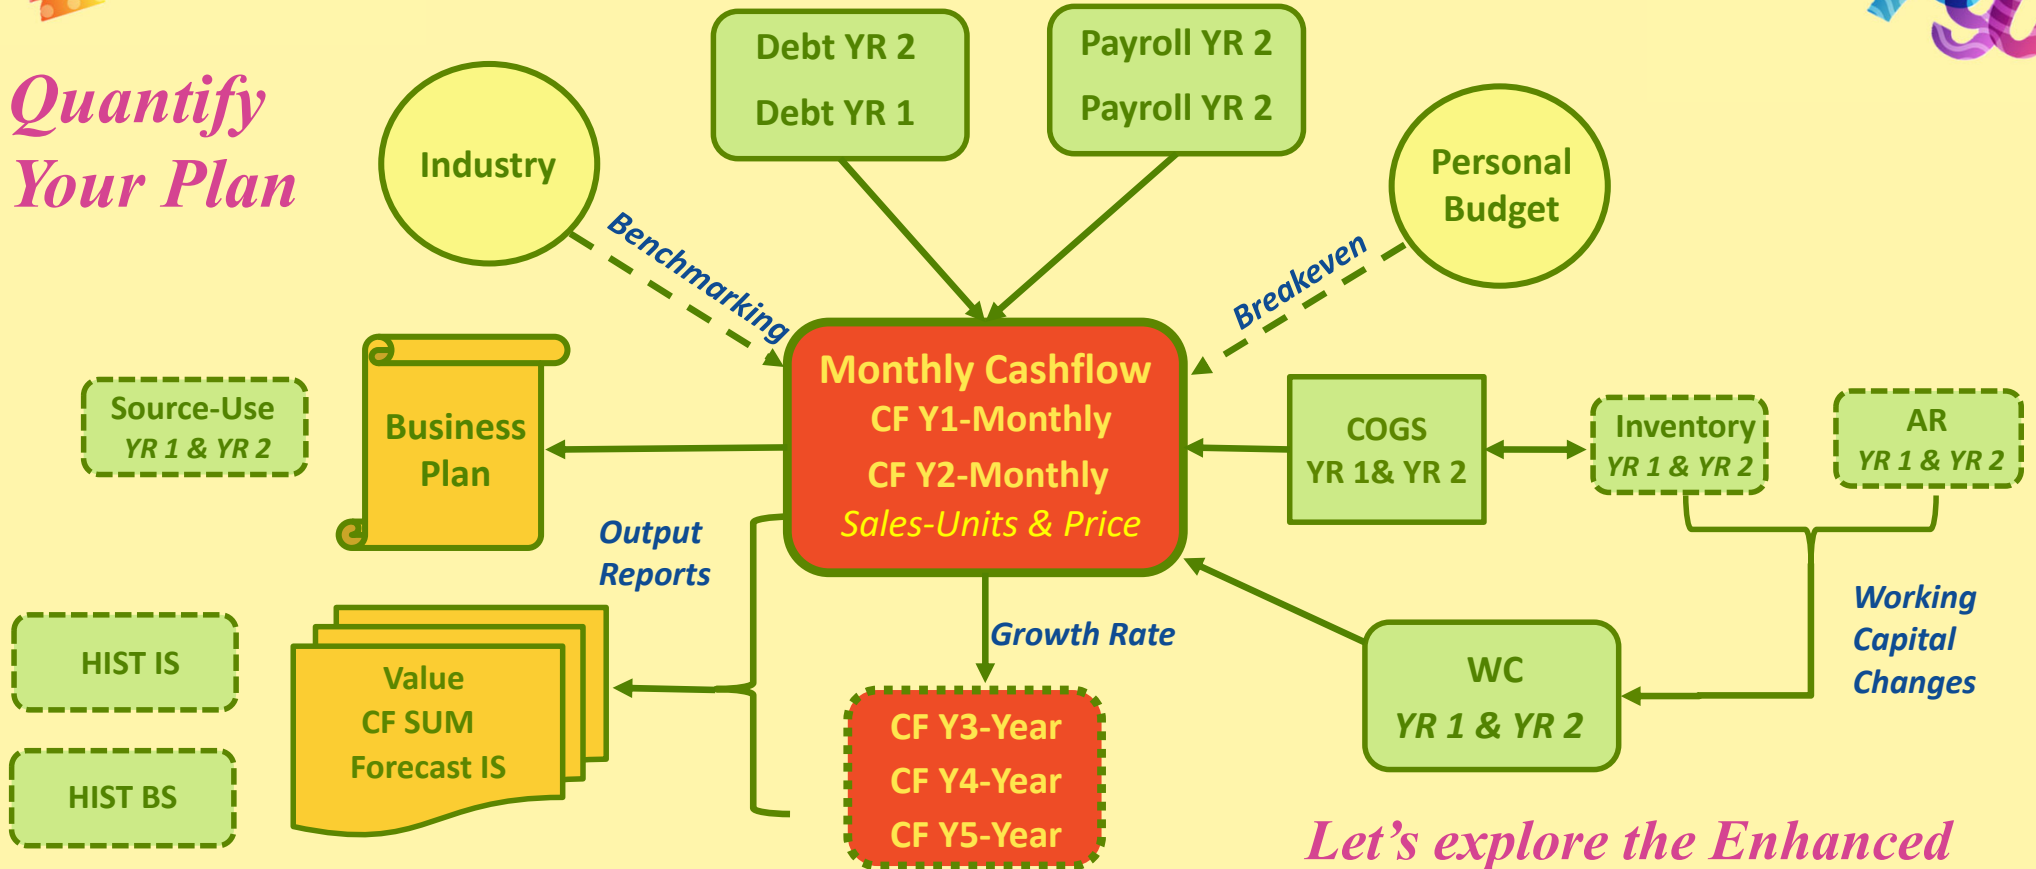 Quantify
Your Plan
Industry
Debt YR 2
Debt YR 1
Payroll YR 2
Payroll YR 2
Personal
Budget
Benchmarking
Breakeven
Source-Use
YR 1 & YR 2
Business
Plan
Monthly Cashflow
CF Y1-Monthly
CF Y2-Monthly
Sales-Units & Price
COGS
YR 1& YR 2
Inventory
YR 1 & YR 2
AR
YR 1 & YR 2
Output
Reports
Growth Rate
Working
Capital
Changes
HIST IS
HIST BS
Value
CF SUM
Forecast IS
CF Y3-Year
CF Y4-Year
CF Y5-Year
WC
YR 1 & YR 2
Let’s explore the Enhanced